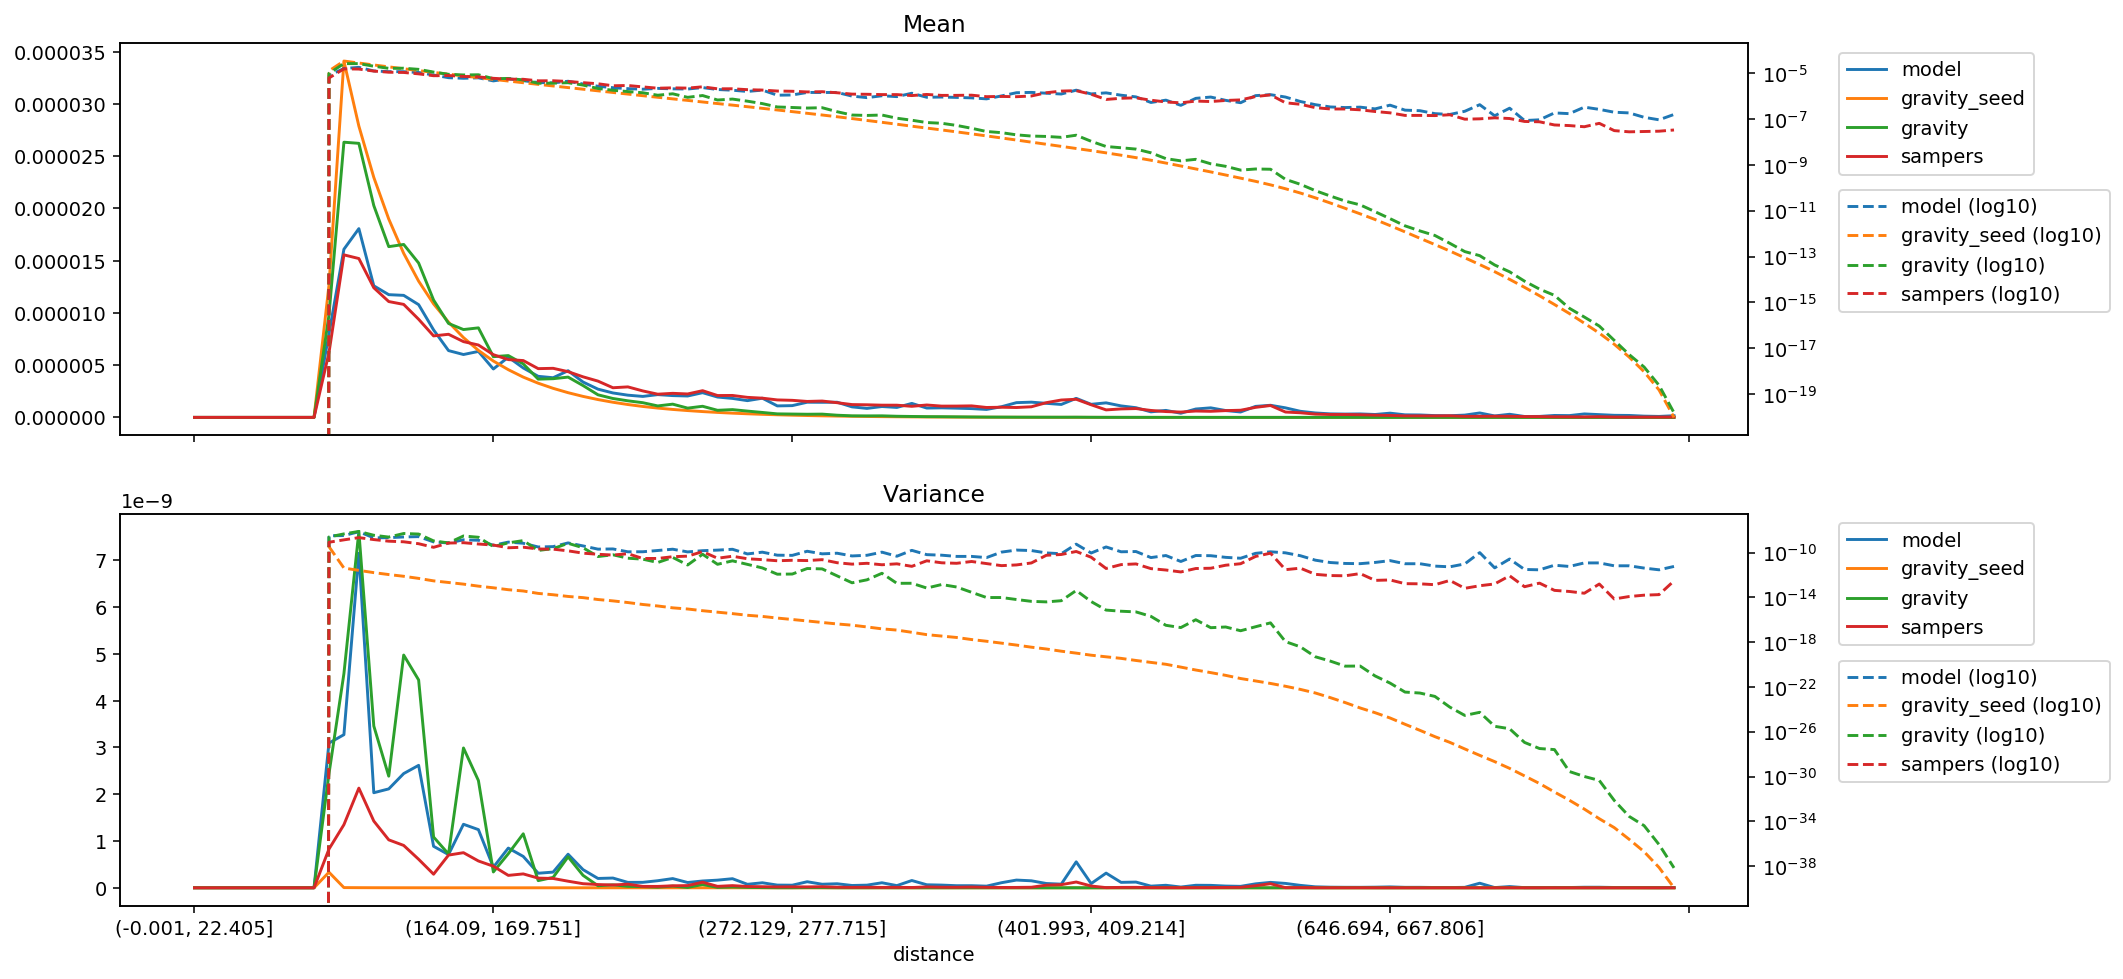 Mean
0.000035
0.000030
0.000025
0.000020
0.000015
0.000010
0.000005
0.000000
10⁻⁵
10⁻⁷
10⁻⁹
10⁻¹¹
10⁻¹³
10⁻¹⁵
10⁻¹⁷
10⁻¹⁹
model
gravity_seed
gravity
sampers
model (log10)
gravity_seed (log10)
gravity (log10)
sampers (log10)
Variance
1e−9
7
6
5
4
3
2
1
0
10⁻¹⁰
10⁻¹⁴
10⁻¹⁸
10⁻²²
10⁻²⁶
10⁻³⁰
10⁻³⁴
10⁻³⁸
model
gravity_seed
gravity
sampers
model (log10)
gravity_seed (log10)
gravity (log10)
sampers (log10)
(-0.001, 22.405] (164.09, 169.751] (272.129, 277.715] (401.993, 409.214] (646.694, 667.806]
distance